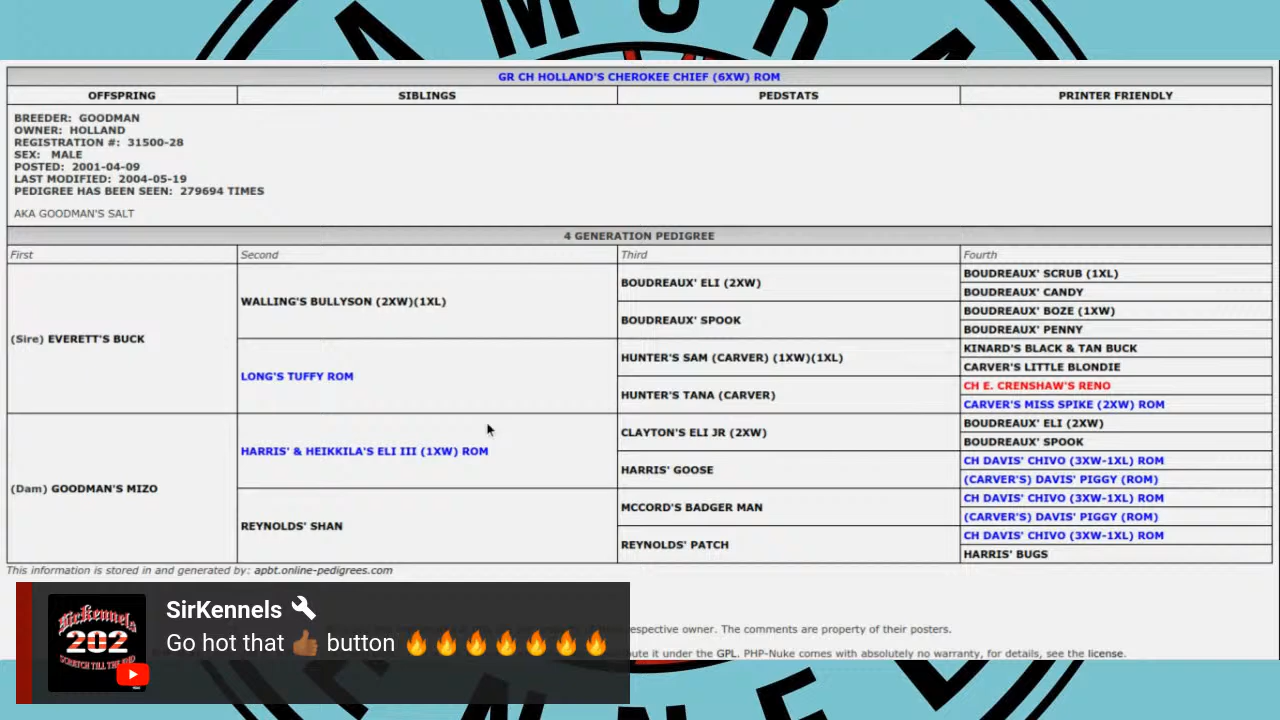 AMURA
GR CH HOLLAND'S CHEROKEE CHIEF (6XW) ROM
OFFSPRING SIBLINGS PEDSTATS PRINTER FRIENDLY
BREEDER: GOODMAN
OWNER: HOLLAND
REGISTRATION #: 31500-28
SEX: MALE
POSTED: 2001-04-09
LAST MODIFIED: 2004-05-19
PEDIGREE HAS BEEN SEEN: 279694 TIMES
AKA GOODMAN'S SALT
4 GENERATION PEDIGREE
First Second Third Fourth
(Sire) EVERETT'S BUCK
WALLING'S BULLYSON (2XW)(1XL)
LONG'S TUFFY ROM
BOUDREAUX' ELI (2XW)
BOUDREAUX' SPOOK
HUNTER'S SAM (CARVER) (1XW)(1XL)
HUNTER'S TANA (CARVER)
BOUDREAUX' SCRUB (1XL)
BOUDREAUX' CANDY
BOUDREAUX' BOZE (1XW)
BOUDREAUX' PENNY
KINARD'S BLACK & TAN BUCK
CARVER'S LITTLE BLONDIE
CH E. CRENSHAW'S RENO
CARVER'S MISS SPIKE (2XW) ROM
(Dam) GOODMAN'S MIZO
HARRIS' & HEIKKILA'S ELI III (1XW) ROM
REYNOLDS' SHAN
CLAYTON'S ELI JR (2XW)
HARRIS' GOOSE
MCCORD'S BADGER MAN
REYNOLDS' PATCH
BOUDREAUX' ELI (2XW)
BOUDREAUX' SPOOK
CH DAVIS' CHIVO (3XW-1XL) ROM
(CARVER'S) DAVIS' PIGGY (ROM)
CH DAVIS' CHIVO (3XW-1XL) ROM
(CARVER'S) DAVIS' PIGGY (ROM)
CH DAVIS' CHIVO (3XW-1XL) ROM
HARRIS' BUGS
This information is stored in and generated by: apbt.online-pedigrees.com
respective owner. The comments are property of their posters.
it under the GPL. PHP-Nuke comes with absolutely no warranty, for details, see the license.
SirKennels
202
SCRATCH TILL THE END
SirKennels 🔧
Go hot that 👍🏾 button 🔥🔥🔥🔥🔥🔥🔥